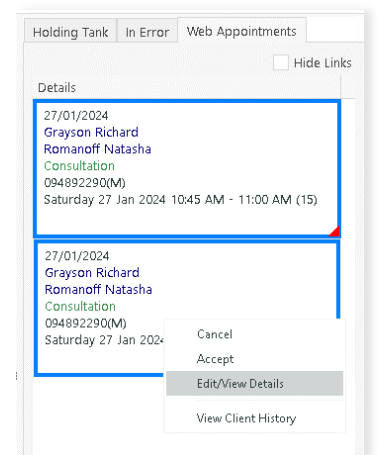 Holding Tank In Error Web Appointments
Hide Links
Details
27/01/2024
Grayson Richard
Romanoff Natasha
Consultation
094892290(M)
Saturday 27 Jan 2024 10:45 AM - 11:00 AM (15)
27/01/2024
Grayson Richard
Romanoff Natasha
Consultation
094892290(M)
Saturday 27 Jan 202
Cancel
Accept
Edit/View Details
View Client History